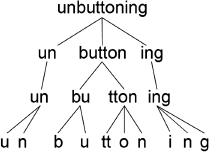 unbuttoning
un button ing
un bu tton ing
u n b u tt o n i n g